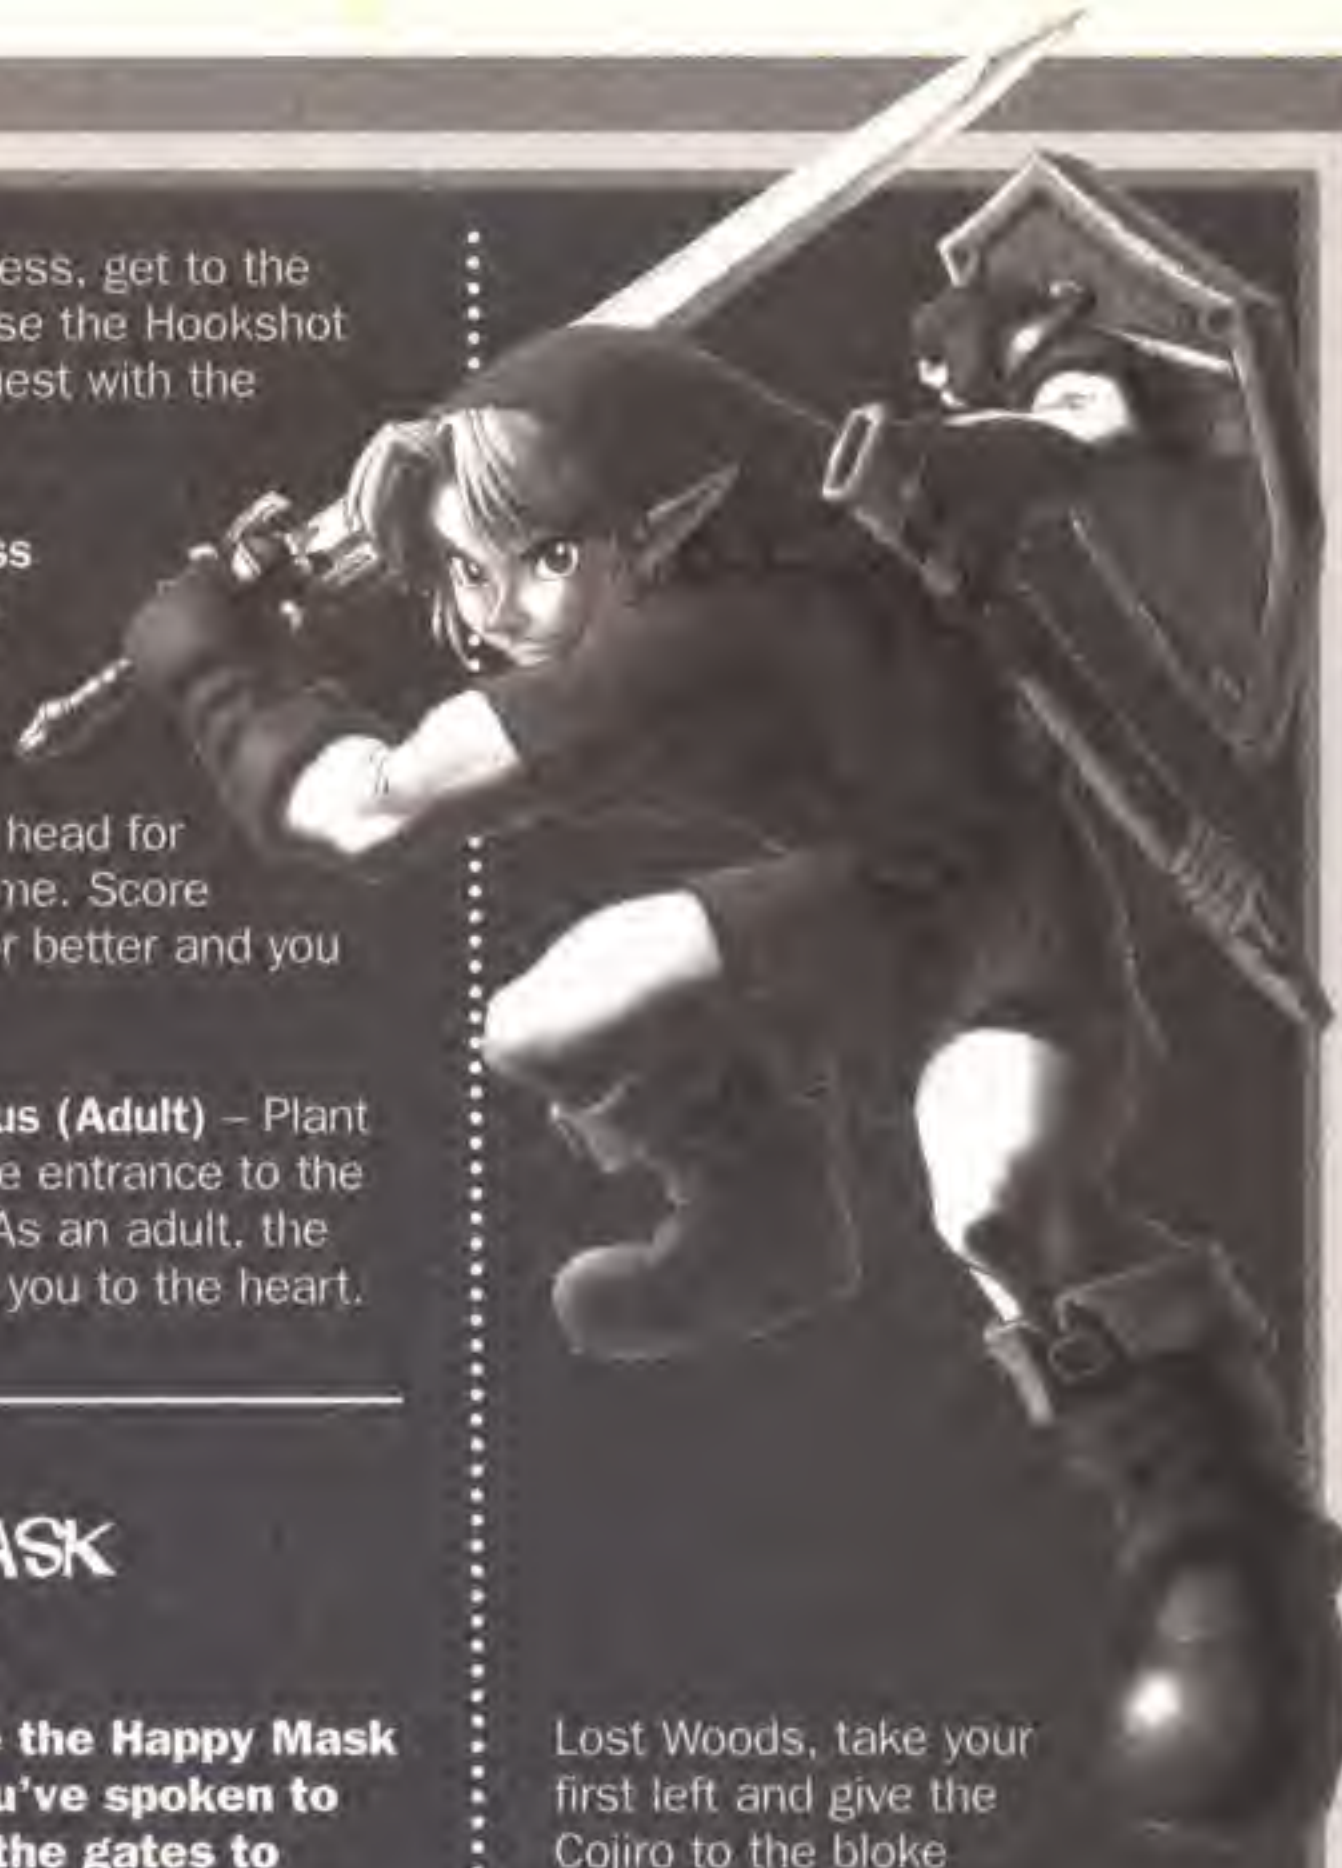 ess, get to the
se the Hookshot
uest with the
ss
head for
me. Score
or better and you
us (Adult) – Plant
e entrance to the
As an adult, the
you to the heart.
ASK
e the Happy Mask
u've spoken to
the gates to
Lost Woods, take your
first left and give the
Cojiro to the bloke